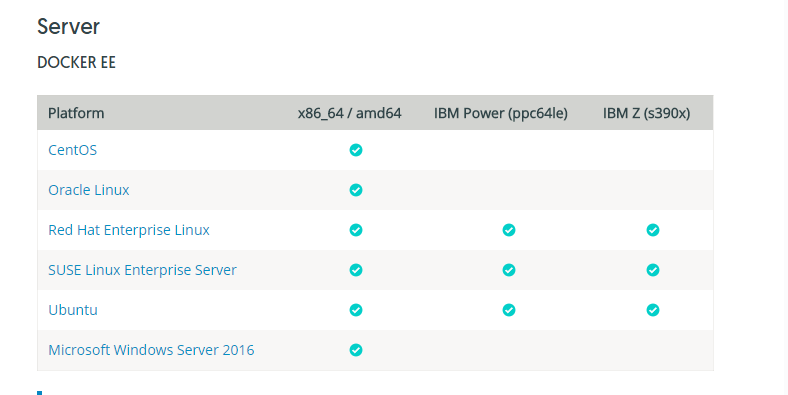 Server
DOCKER EE
Platform x86_64 / amd64 IBM Power (ppc64le) IBM Z (s390x)
CentOS
Oracle Linux
Red Hat Enterprise Linux
SUSE Linux Enterprise Server
Ubuntu
Microsoft Windows Server 2016